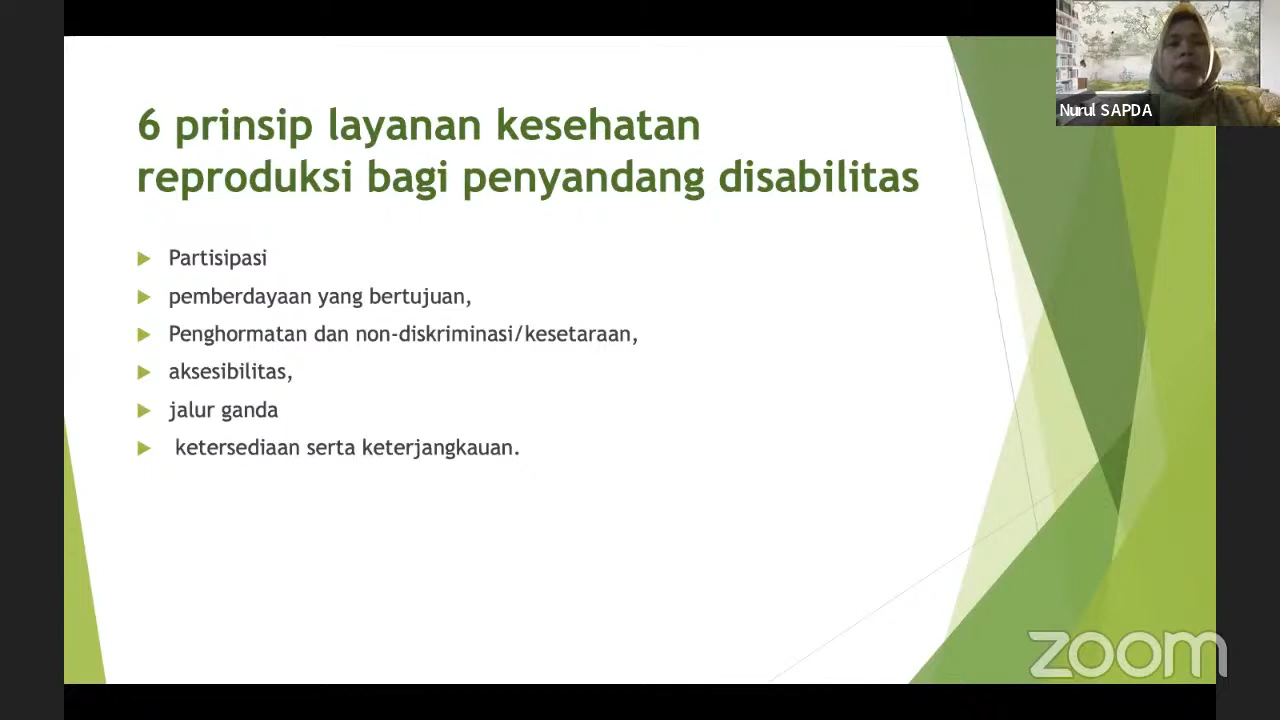 6 prinsip layanan kesehatan
reproduksi bagi penyandang disabilitas
Partisipasi
pemberdayaan yang bertujuan,
Penghormatan dan non-diskriminasi/kesetaraan,
aksesibilitas,
jalur ganda
ketersediaan serta keterjangkauan.
Nurul SAPDA
zoom